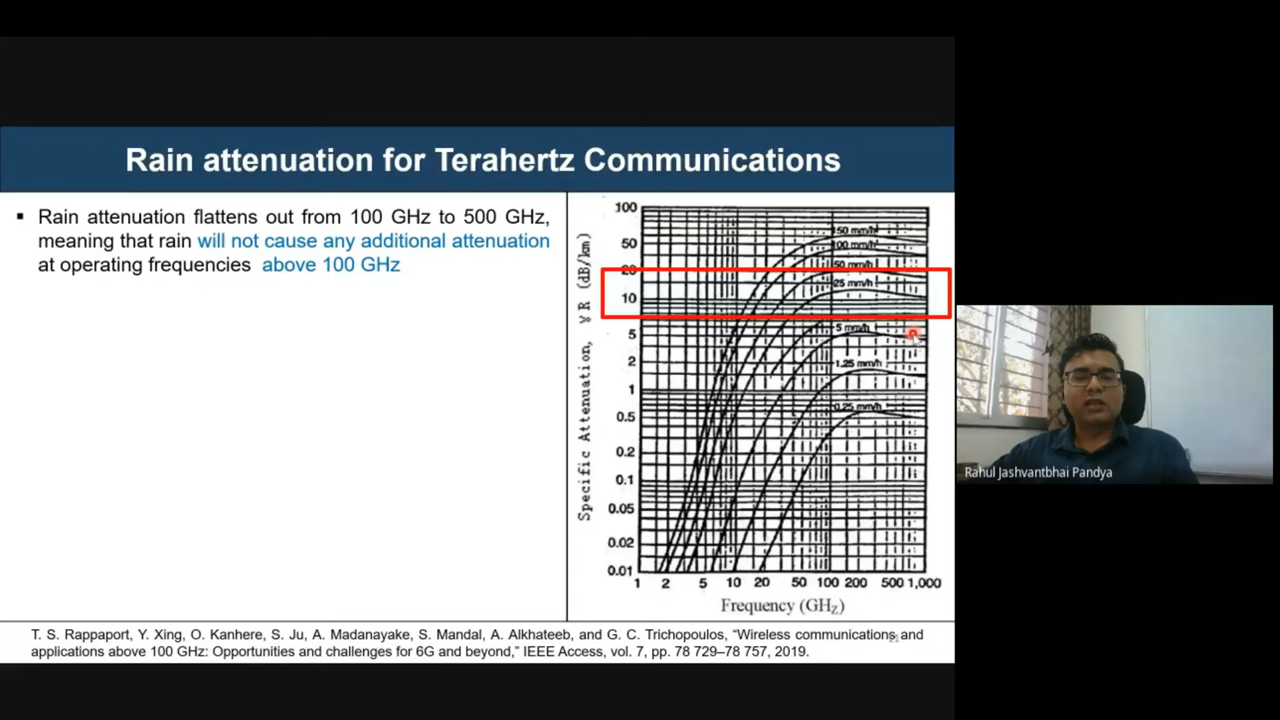 Rain attenuation for Terahertz Communications
▪ Rain attenuation flattens out from 100 GHz to 500 GHz,
meaning that rain will not cause any additional attenuation
at operating frequencies above 100 GHz
Specific Attenuation, γR (dB/km)
100
50
20
10
5
2
1
0.5
0.2
0.1
0.05
0.02
0.01
150 mm/h
100 mm/h
50 mm/h
25 mm/h
5 mm/h
1.25 mm/h
0.25 mm/h
1 2 5 10 20 50 100 200 500 1,000
Frequency (GHz)
T. S. Rappaport, Y. Xing, O. Kanhere, S. Ju, A. Madanayake, S. Mandal, A. Alkhateeb, and G. C. Trichopoulos, “Wireless communications and
applications above 100 GHz: Opportunities and challenges for 6G and beyond,” IEEE Access, vol. 7, pp. 78 729–78 757, 2019.
Rahul Jashvantbhai Pandya